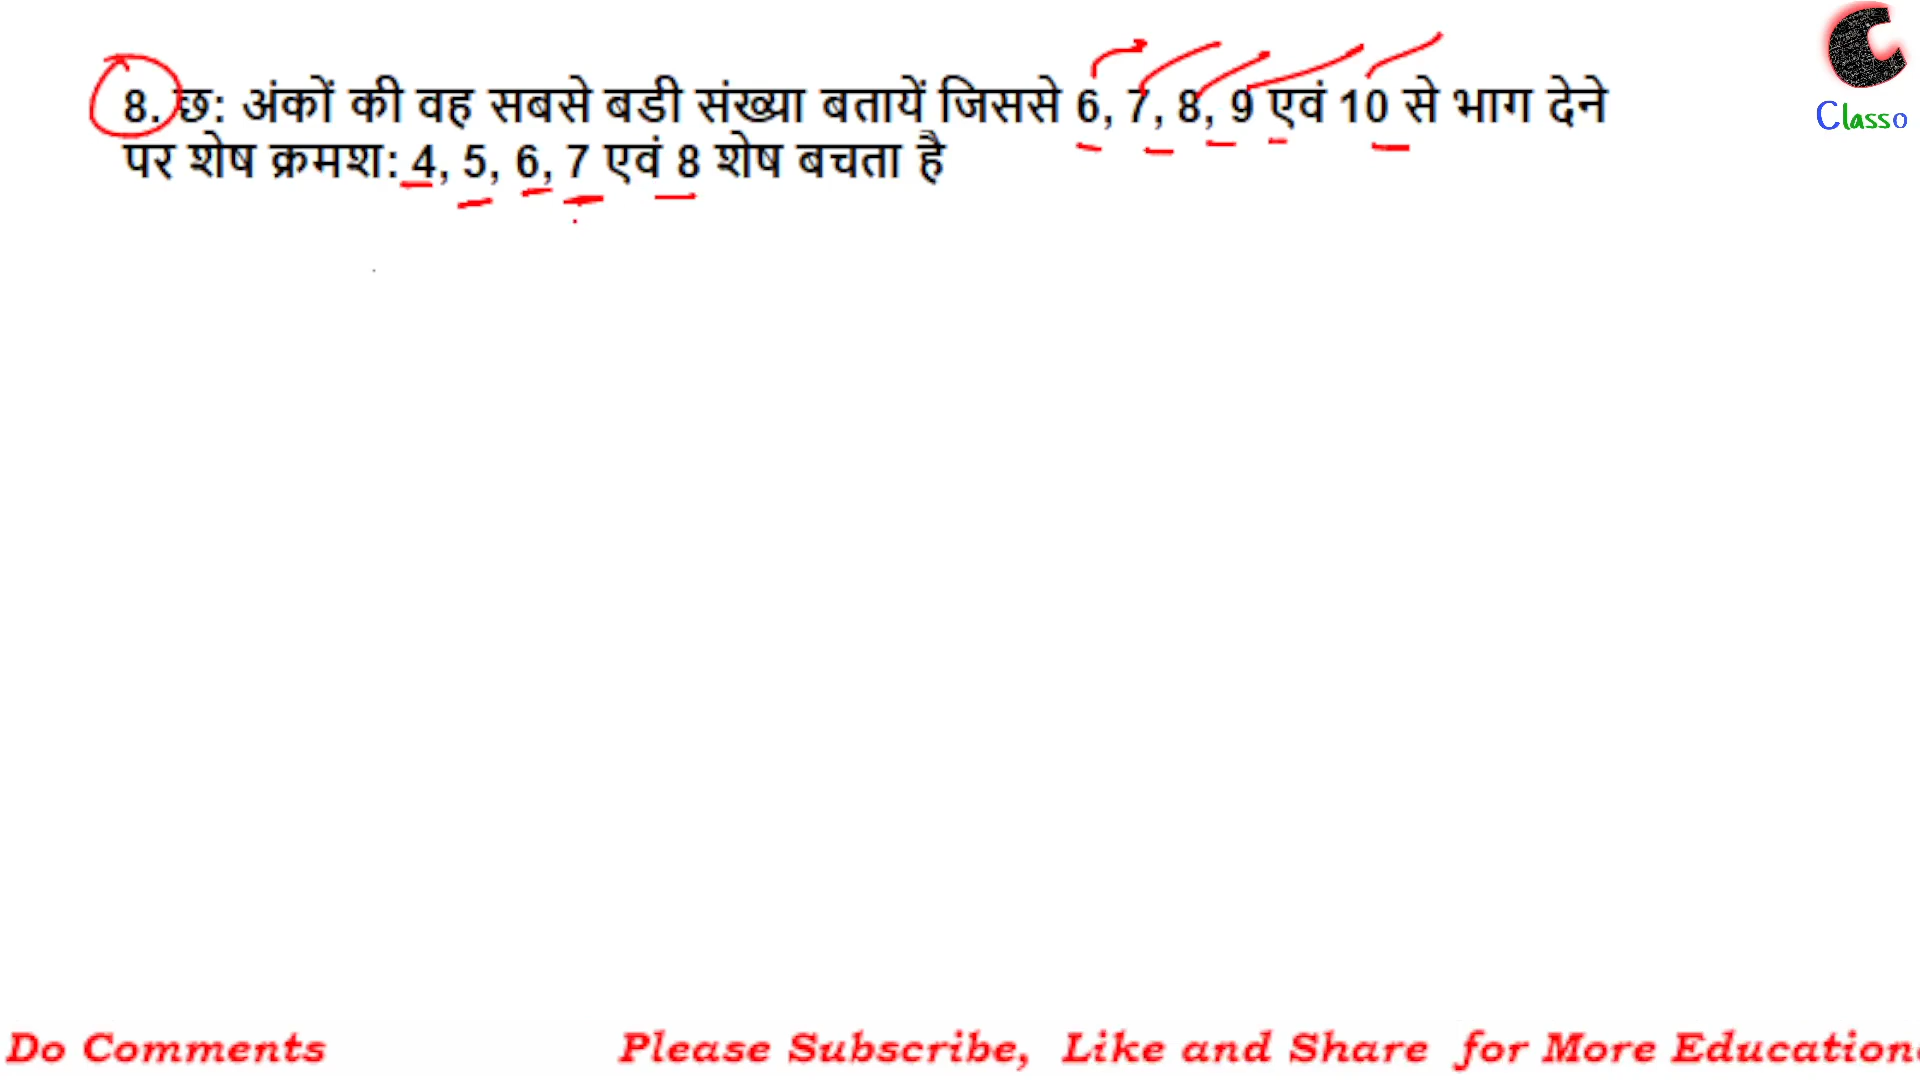 8. छ: अंकों की वह सबसे बडी संख्या बतायें जिससे 6, 7, 8, 9 एवं 10 से भाग देने
पर शेष क्रमश: 4, 5, 6, 7 एवं 8 शेष बचता है
Classo
Do Comments Please Subscribe, Like and Share for More Education